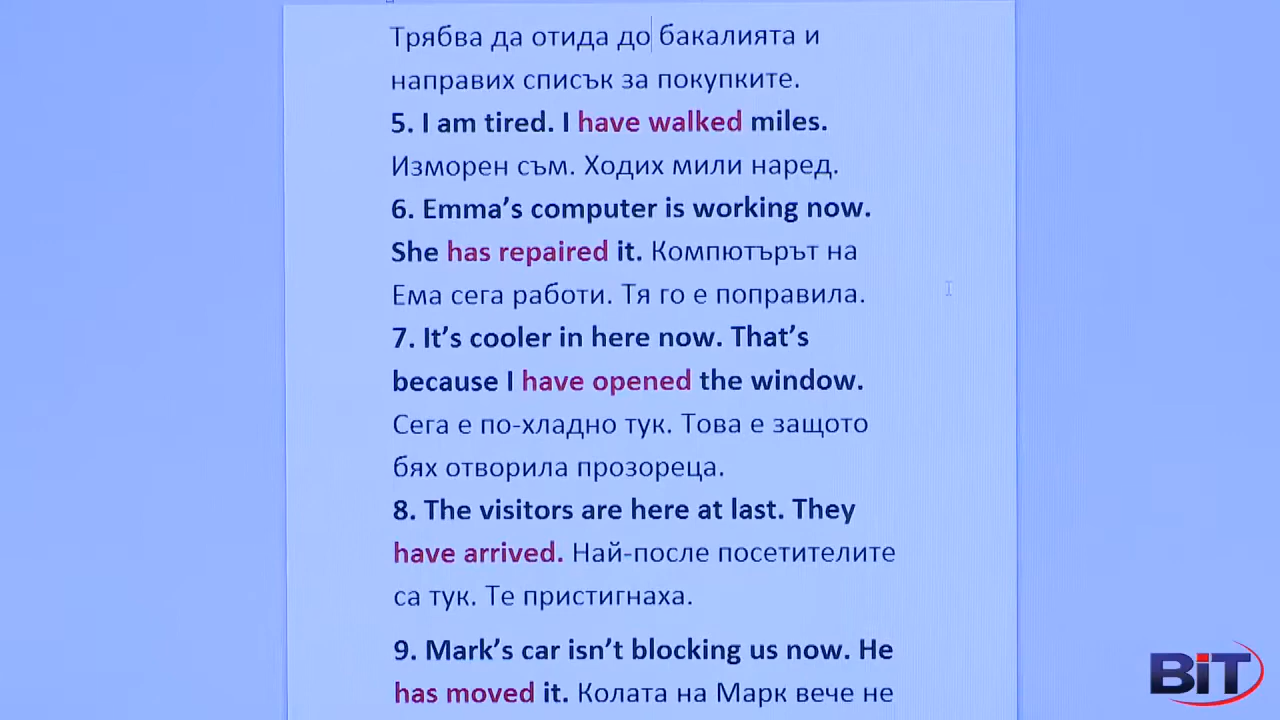 Трябва да отида до бакалията и
направих списък за покупките.
5. I am tired. I have walked miles.
Изморен съм. Ходих мили наред.
6. Emma’s computer is working now.
She has repaired it. Компютърът на
Ема сега работи. Тя го е поправила.
7. It’s cooler in here now. That’s
because I have opened the window.
Сега е по-хладно тук. Това е защото
бях отворила прозореца.
8. The visitors are here at last. They
have arrived. Най-после посетителите
са тук. Те пристигнаха.
9. Mark’s car isn’t blocking us now. He
has moved it. Колата на Марк вече не
BiT